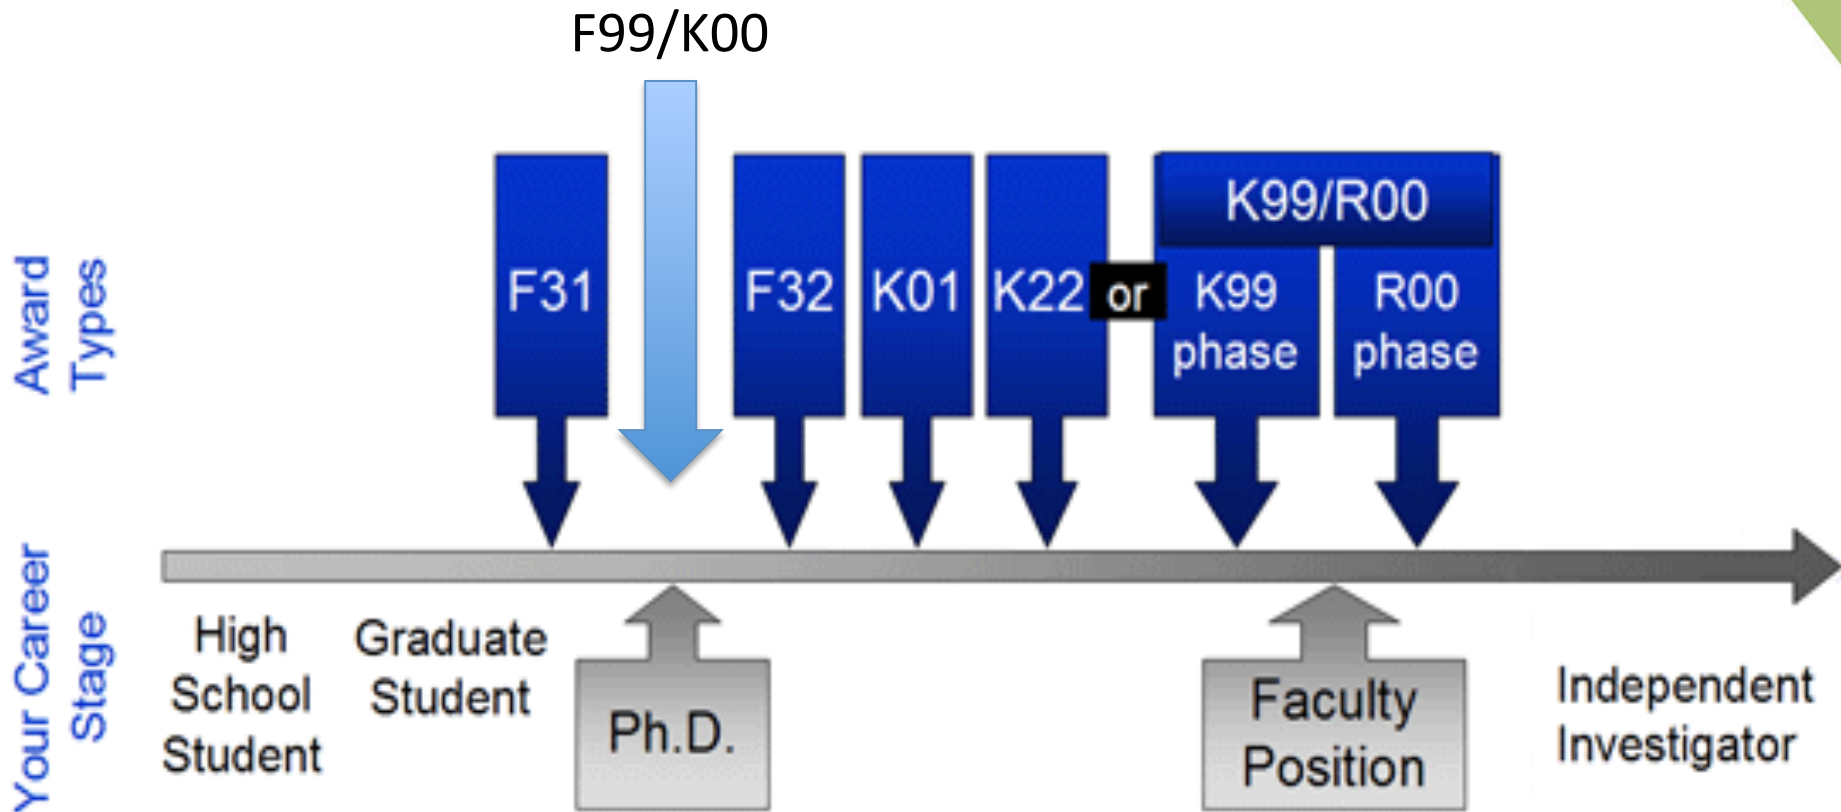 F99/K00
Award
Types
F31
F32
K01
K22
or
K99/R00
K99
phase
R00
phase
Your Career
Stage
High
School
Student
Graduate
Student
Ph.D.
Faculty
Position
Independent
Investigator